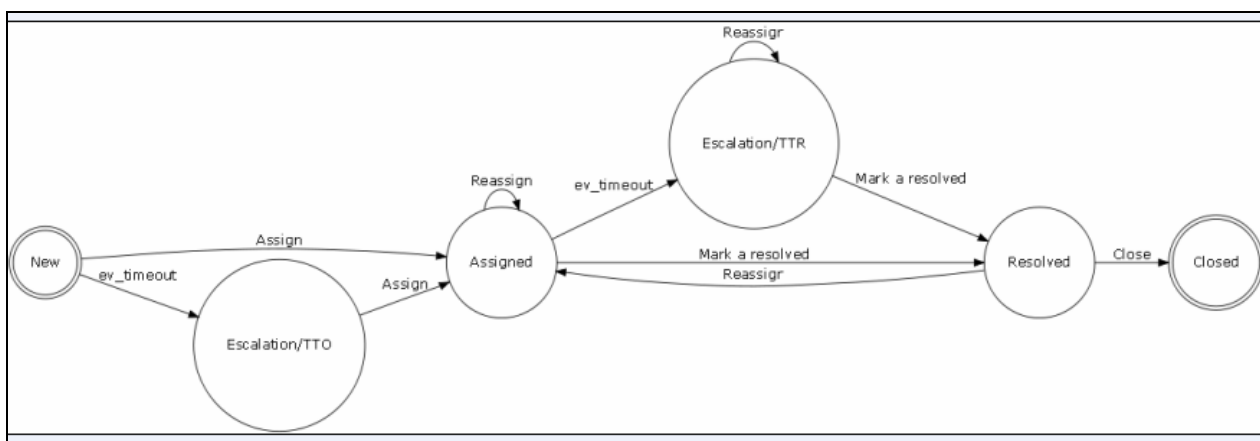 Reassigr
Escalation/TTR
Reassign
ev_timeout
Mark a resolved
Assign
New
ev_timeout
Assigned
Mark a resolved
Reassigr
Resolved
Close
Closed
Assign
Escalation/TTO